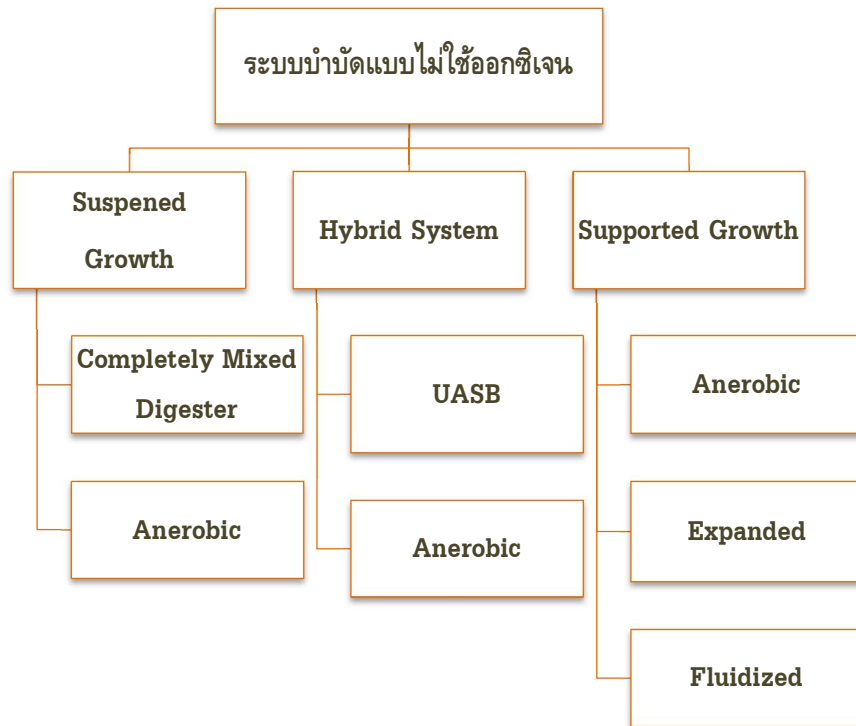 ระบบบำบัดแบบไม่ใช้ออกซิเจน
Suspened
Growth
Completely Mixed
Digester
Anerobic
Hybrid System
UASB
Anerobic
Supported Growth
Anerobic
Expanded
Fluidized